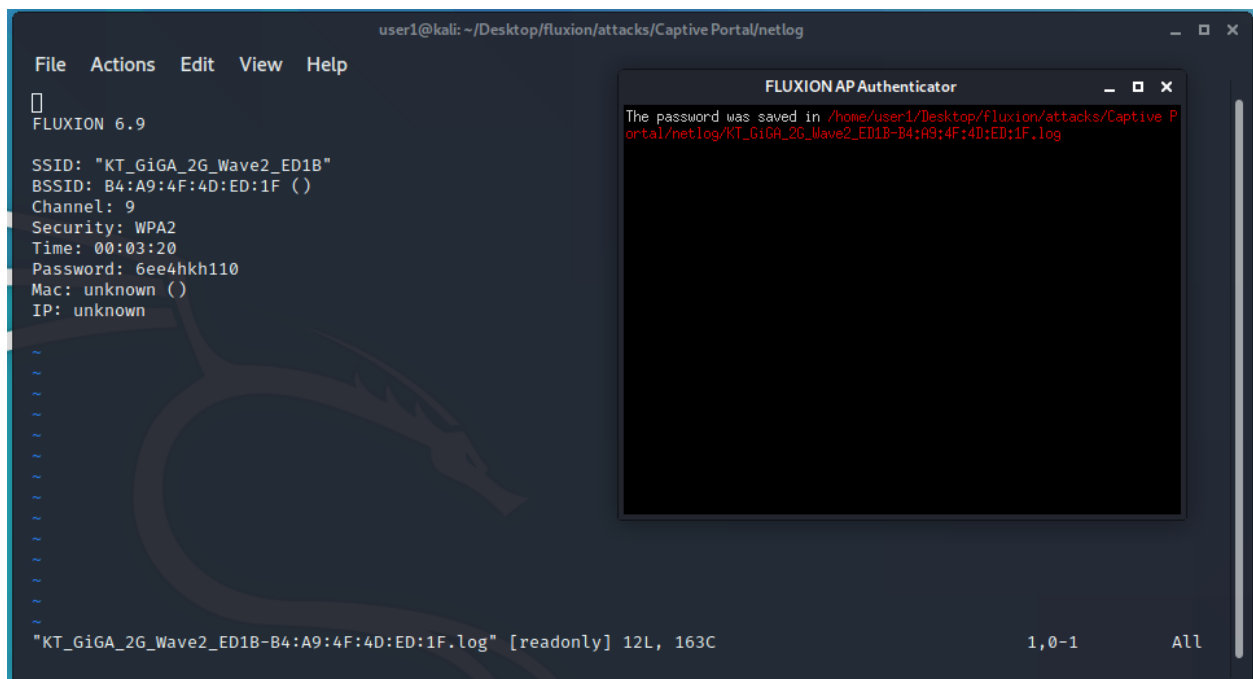 user1@kali: ~/Desktop/fluxion/attacks/Captive Portal/netlog
File Actions Edit View Help
FLUXION 6.9
SSID: "KT_GiGA_2G_Wave2_ED1B"
BSSID: B4:A9:4F:4D:ED:1F ()
Channel: 9
Security: WPA2
Time: 00:03:20
Password: 6ee4hkh110
Mac: unknown ()
IP: unknown
~
~
~
~
~
~
~
~
~
~
~
~
~
~
"KT_GiGA_2G_Wave2_ED1B-B4:A9:4F:4D:ED:1F.log" [readonly] 12L, 163C 1,0-1 All
FLUXION AP Authenticator
The password was saved in /home/user1/Desktop/fluxion/attacks/Captive P
ortal/netlog/KT_GiGA_2G_Wave2_ED1B-B4:A9:4F:4D:ED:1F.log